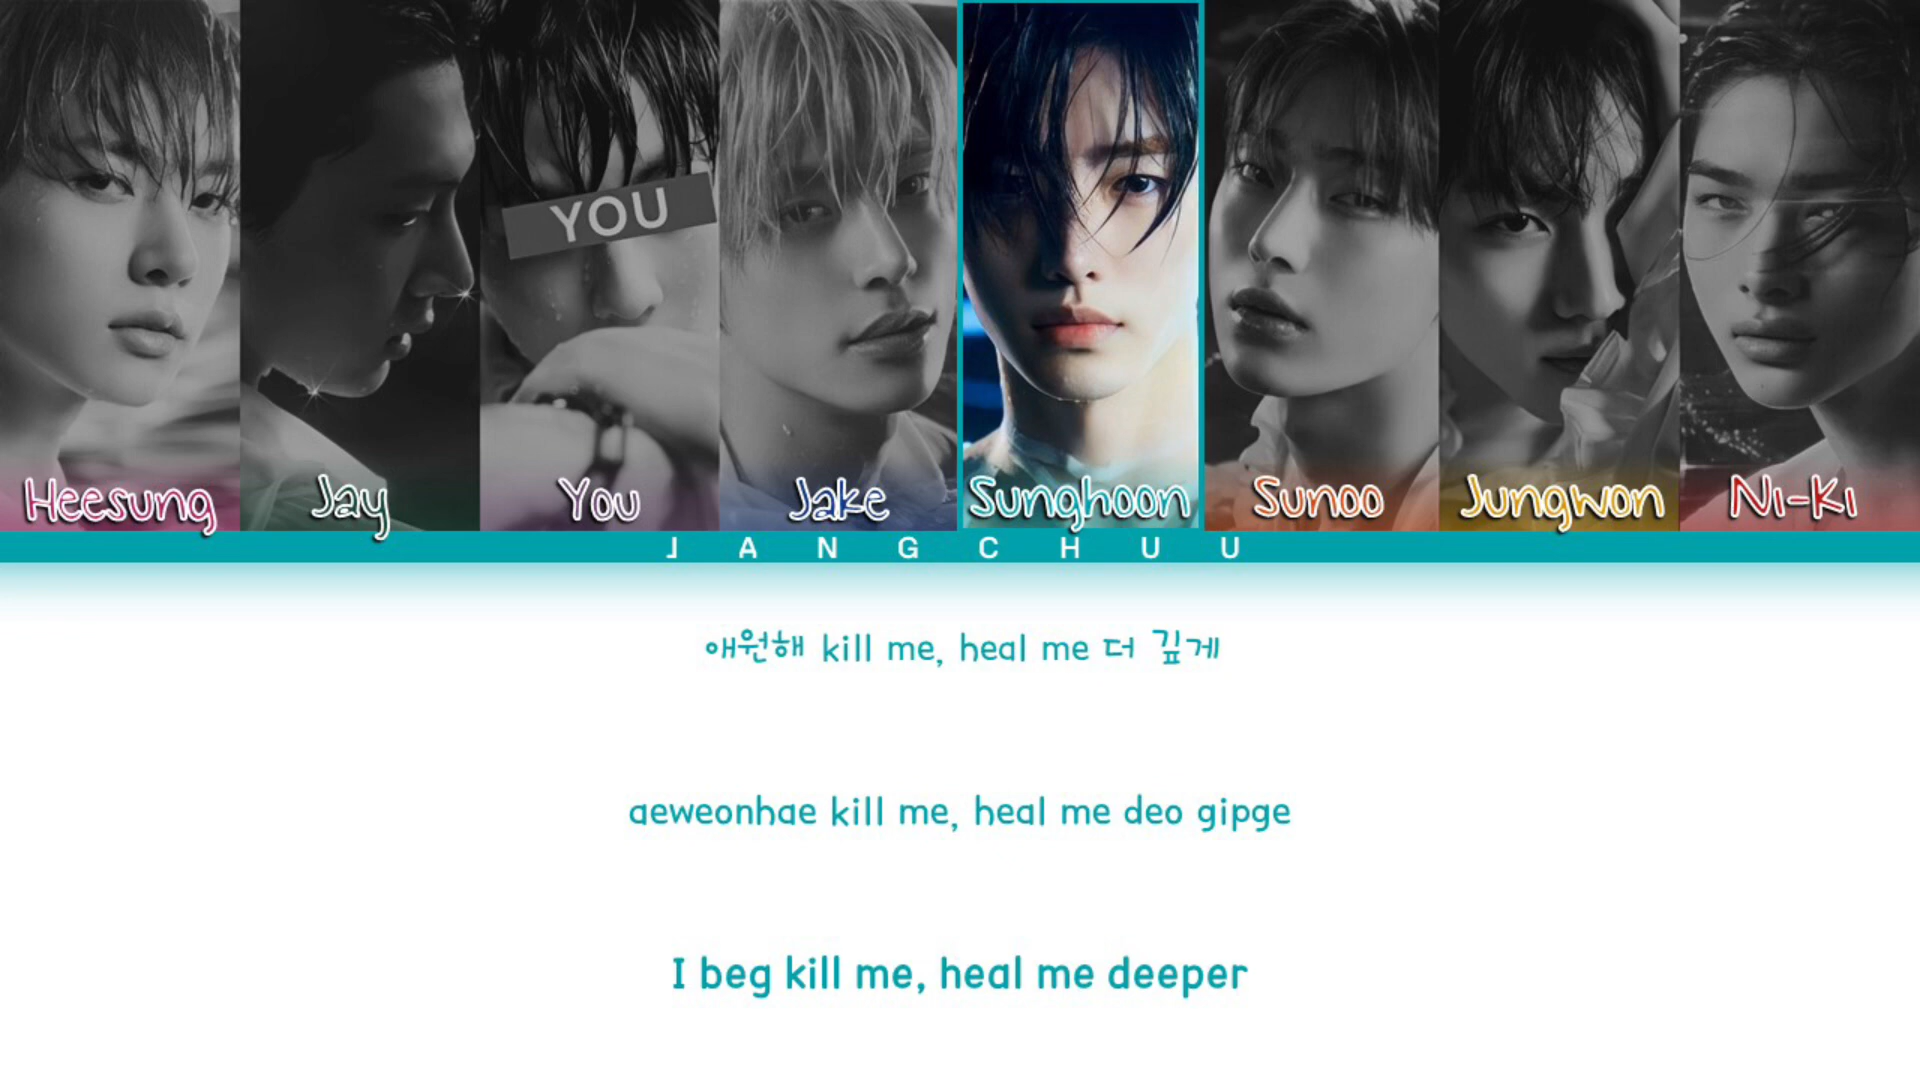 YOU
Heesung Jay You Jake Sunghoon Sunoo Jungwon Ni-Ki
JANGCHUU
애원해 kill me, heal me 더 깊게
aeweonhae kill me, heal me deo gipge
I beg kill me, heal me deeper